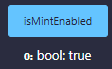 isMintEnabled
0: bool: true